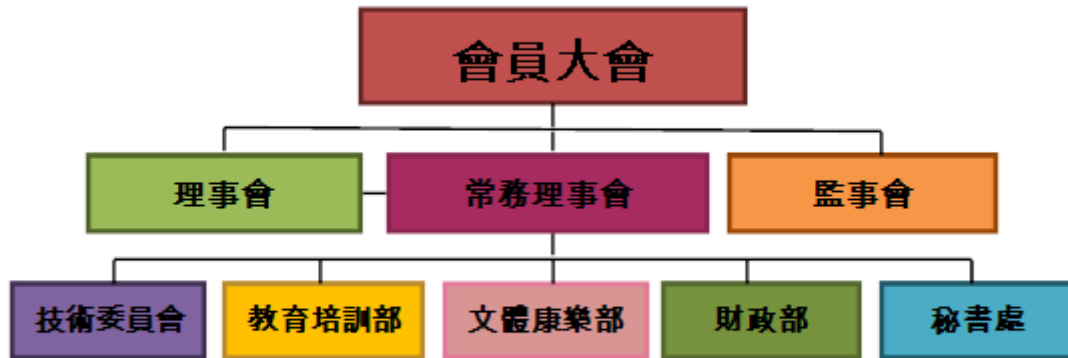 會員大會
理事會
常務理事會
監事會
技術委員會
教育培訓部
文體康樂部
財政部
秘書處